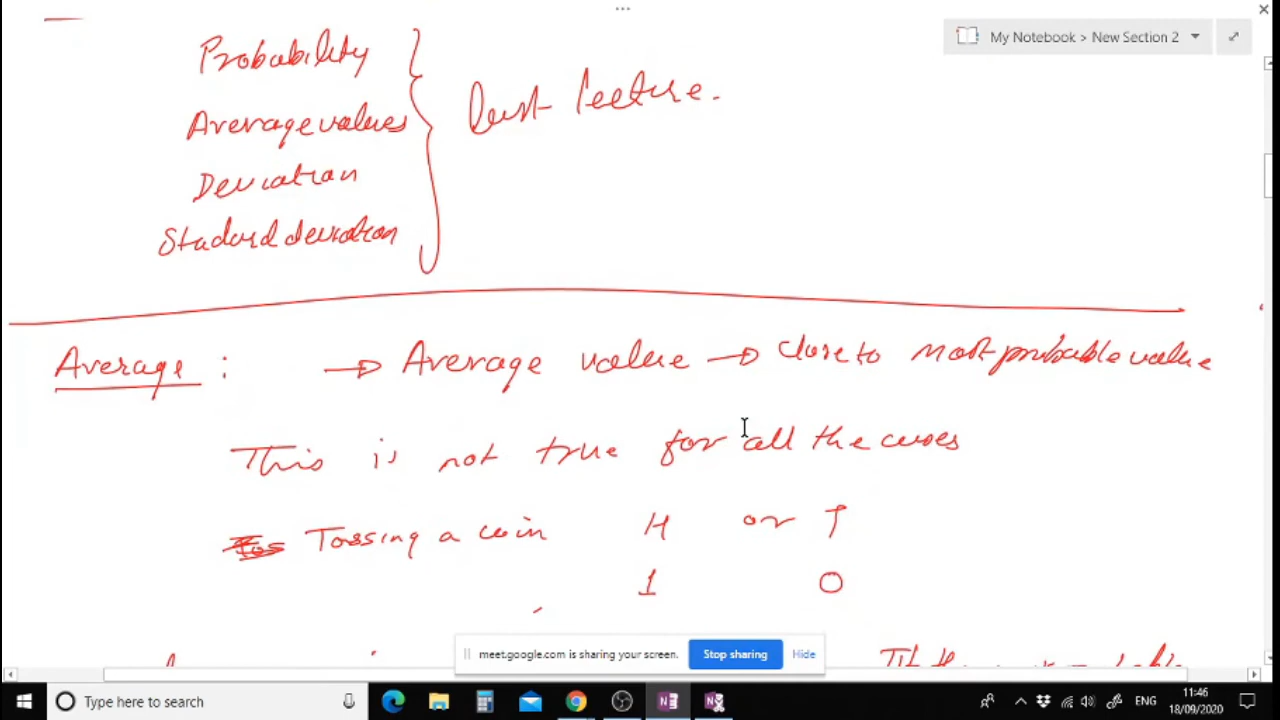 My Notebook > New Section 2
Probability
Average values
Deviation
Stadard deviation
last lecture.
Average : → Average value → close to most probable value
This is not true for all the cases
Tossing a coin H or T
1 0
meet.google.com is sharing your screen. Stop sharing Hide
Type here to search
ENG
11:46
18/09/2020